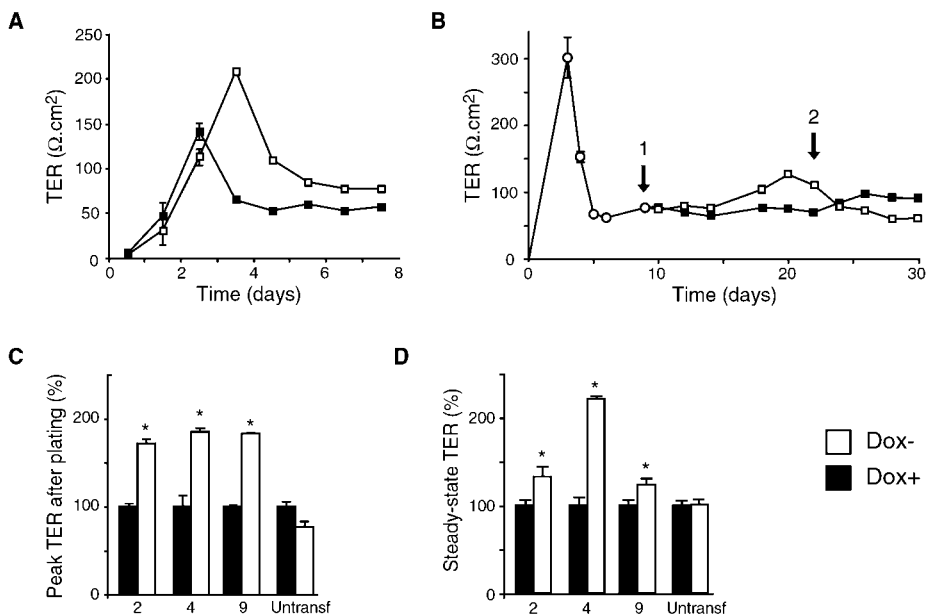 A
TER (Ω.cm²)
250
200
150
100
50
0
0
2
4
6
8
Time (days)
B
TER (Ω.cm²)
300
200
100
0
1
2
0
10
20
30
Time (days)
C
Peak TER after plating (%)
200
100
0
*
*
*
2
4
9
Untransf
D
Steady-state TER (%)
200
100
0
*
*
*
2
4
9
Untransf
Dox-
Dox+